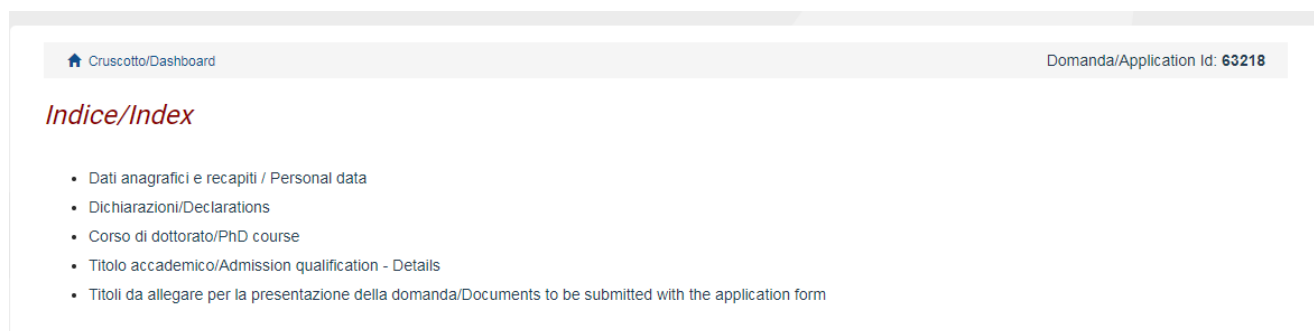 Cruscotto/Dashboard Domanda/Application Id: 63218
Indice/Index
• Dati anagrafici e recapiti / Personal data
• Dichiarazioni/Declarations
• Corso di dottorato/PhD course
• Titolo accademico/Admission qualification - Details
• Titoli da allegare per la presentazione della domanda/Documents to be submitted with the application form